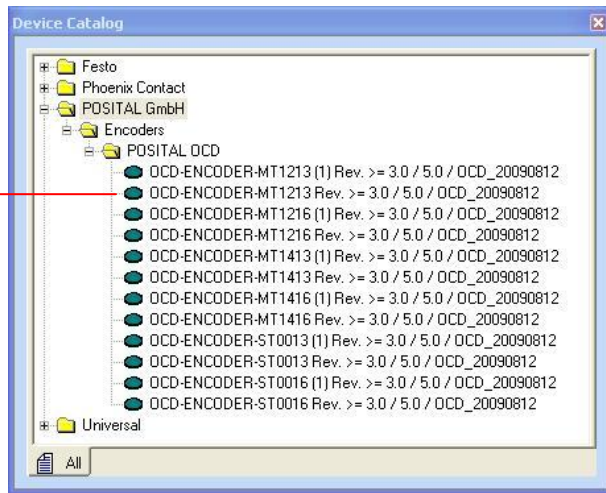 Device Catalog
Festo
Phoenix Contact
POSITAL GmbH
Encoders
POSITAL OCD
OCD-ENCODER-MT1213 (1) Rev. >= 3.0 / 5.0 / OCD_20090812
OCD-ENCODER-MT1213 Rev. >= 3.0 / 5.0 / OCD_20090812
OCD-ENCODER-MT1216 (1) Rev. >= 3.0 / 5.0 / OCD_20090812
OCD-ENCODER-MT1216 Rev. >= 3.0 / 5.0 / OCD_20090812
OCD-ENCODER-MT1413 (1) Rev. >= 3.0 / 5.0 / OCD_20090812
OCD-ENCODER-MT1413 Rev. >= 3.0 / 5.0 / OCD_20090812
OCD-ENCODER-MT1416 (1) Rev. >= 3.0 / 5.0 / OCD_20090812
OCD-ENCODER-MT1416 Rev. >= 3.0 / 5.0 / OCD_20090812
OCD-ENCODER-ST0013 (1) Rev. >= 3.0 / 5.0 / OCD_20090812
OCD-ENCODER-ST0013 Rev. >= 3.0 / 5.0 / OCD_20090812
OCD-ENCODER-ST0016 (1) Rev. >= 3.0 / 5.0 / OCD_20090812
OCD-ENCODER-ST0016 Rev. >= 3.0 / 5.0 / OCD_20090812
Universal
All